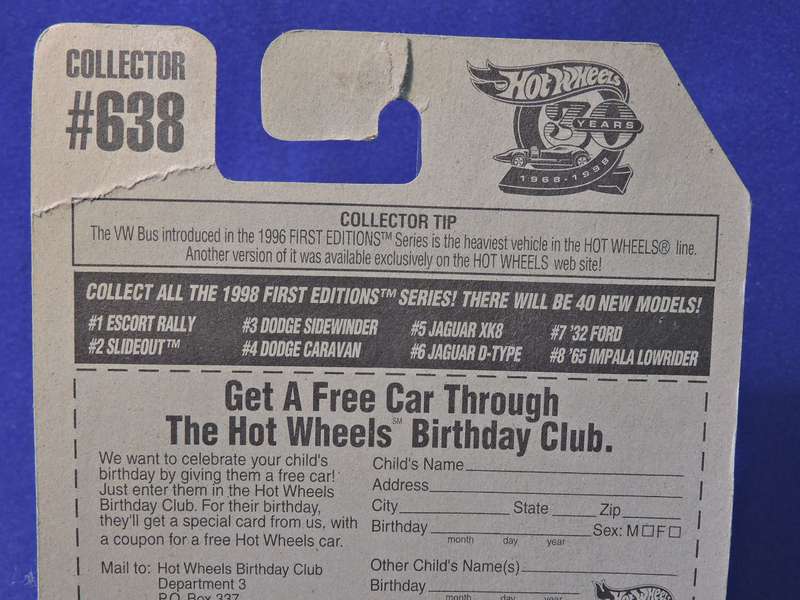 COLLECTOR
#638
HOT WHEELS
30
YEARS
1968-1998
COLLECTOR TIP
The VW Bus introduced in the 1996 FIRST EDITIONS™ Series is the heaviest vehicle in the HOT WHEELS® line.
Another version of it was available exclusively on the HOT WHEELS web site!
COLLECT ALL THE 1998 FIRST EDITIONS™ SERIES! THERE WILL BE 40 NEW MODELS!
#1 ESCORT RALLY #3 DODGE SIDEWINDER #5 JAGUAR XK8 #7 '32 FORD
#2 SLIDEOUT™ #4 DODGE CARAVAN #6 JAGUAR D-TYPE #8 '65 IMPALA LOWRIDER
Get A Free Car Through
The Hot Wheels℠ Birthday Club.
We want to celebrate your child's
birthday by giving them a free car!
Just enter them in the Hot Wheels
Birthday Club. For their birthday,
they'll get a special card from us, with
a coupon for a free Hot Wheels car.
Mail to: Hot Wheels Birthday Club
Department 3
P.O. Box 337
Child's Name
Address
City State Zip
Birthday Sex: M□F□
month day year
Other Child's Name(s)
Birthday
month day year
Hot Wheels